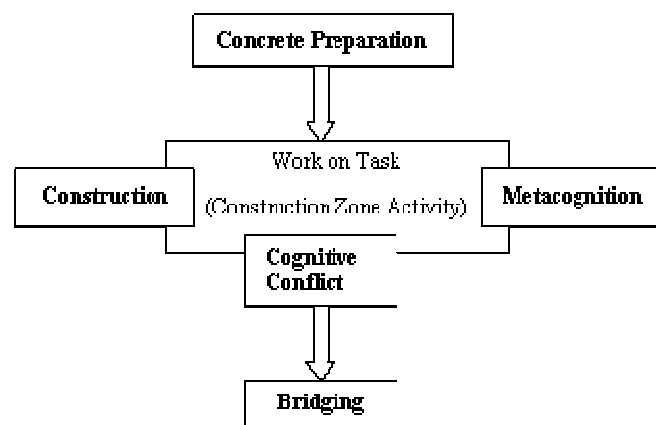 Concrete Preparation
Work on Task
Construction
(Construction Zone Activity)
Metacognition
Cognitive
Conflict
Bridging